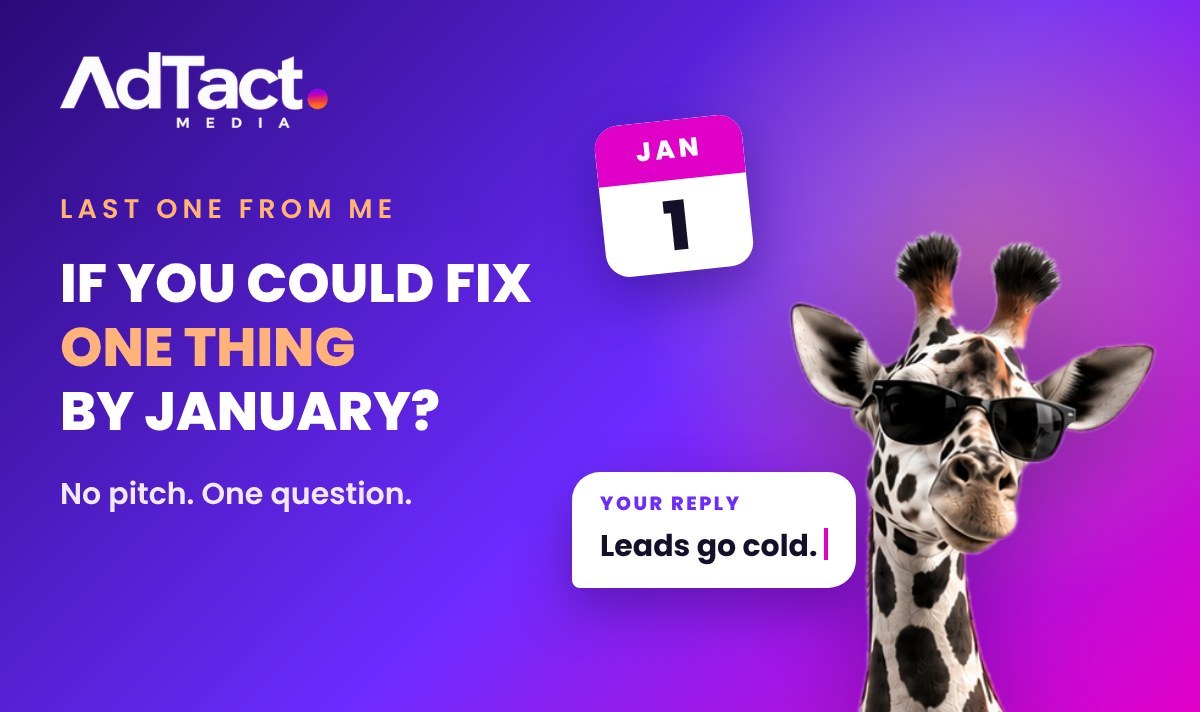 AdTact.
MEDIA
LAST ONE FROM ME
IF YOU COULD FIX
ONE THING
BY JANUARY?
No pitch. One question.
JAN
1
YOUR REPLY
Leads go cold.